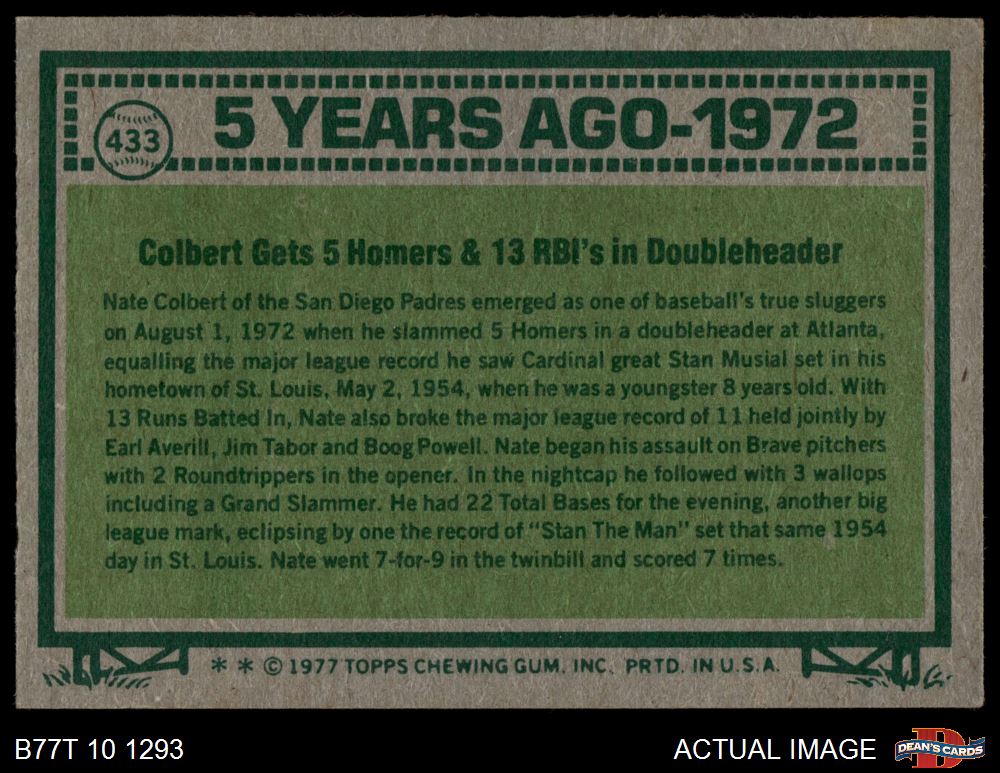 433
5 YEARS AGO-1972
Colbert Gets 5 Homers & 13 RBI's in Doubleheader
Nate Colbert of the San Diego Padres emerged as one of baseball's true sluggers
on August 1, 1972 when he slammed 5 Homers in a doubleheader at Atlanta,
equalling the major league record he saw Cardinal great Stan Musial set in his
hometown of St. Louis, May 2, 1954, when he was a youngster 8 years old. With
13 Runs Batted In, Nate also broke the major league record of 11 held jointly by
Earl Averill, Jim Tabor and Boog Powell. Nate began his assault on Brave pitchers
with 2 Roundtrippers in the opener. In the nightcap he followed with 3 wallops
including a Grand Slammer. He had 22 Total Bases for the evening, another big
league mark, eclipsing by one the record of "Stan The Man" set that same 1954
day in St. Louis. Nate went 7-for-9 in the twinbill and scored 7 times.
* * © 1977 TOPPS CHEWING GUM, INC. PRTD. IN U.S.A.
B77T 10 1293
ACTUAL IMAGE
D
DEAN'S CARDS